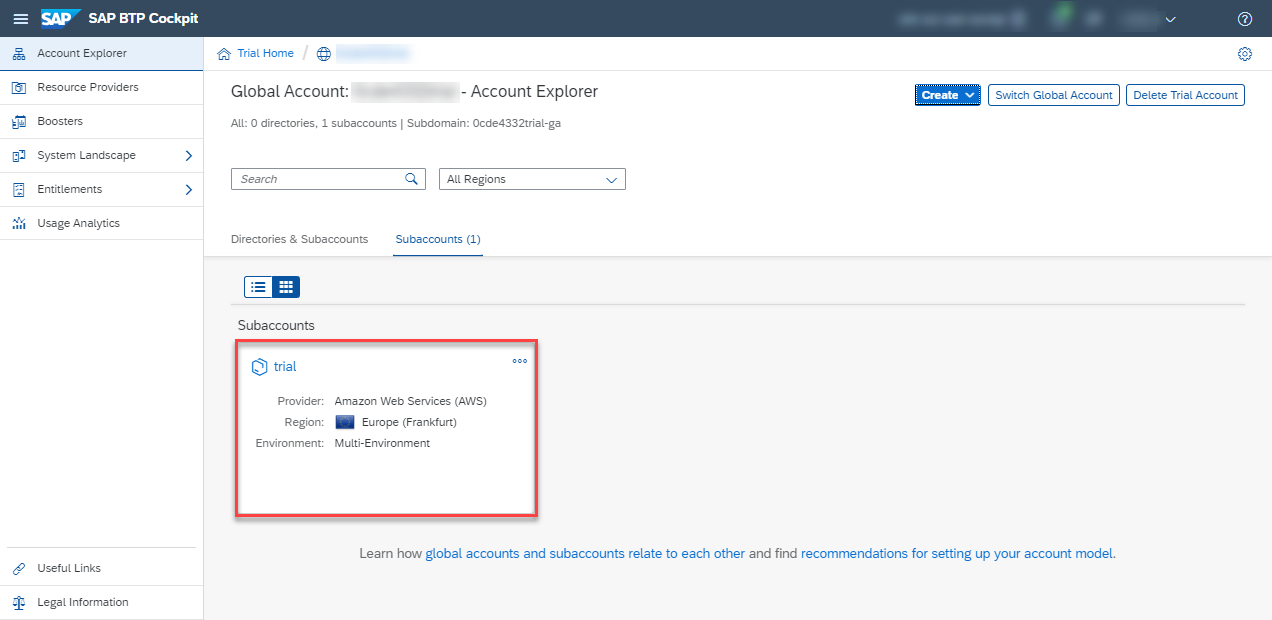 SAP SAP BTP Cockpit
Account Explorer
Resource Providers
Boosters
System Landscape
Entitlements
Usage Analytics
Useful Links
Legal Information
Trial Home /
Global Account: - Account Explorer
Create
Switch Global Account
Delete Trial Account
All: 0 directories, 1 subaccounts | Subdomain: 0cde4332trial-ga
Search
All Regions
Directories & Subaccounts
Subaccounts (1)
Subaccounts
trial
Provider: Amazon Web Services (AWS)
Region: Europe (Frankfurt)
Environment: Multi-Environment
Learn how global accounts and subaccounts relate to each other and find recommendations for setting up your account model.